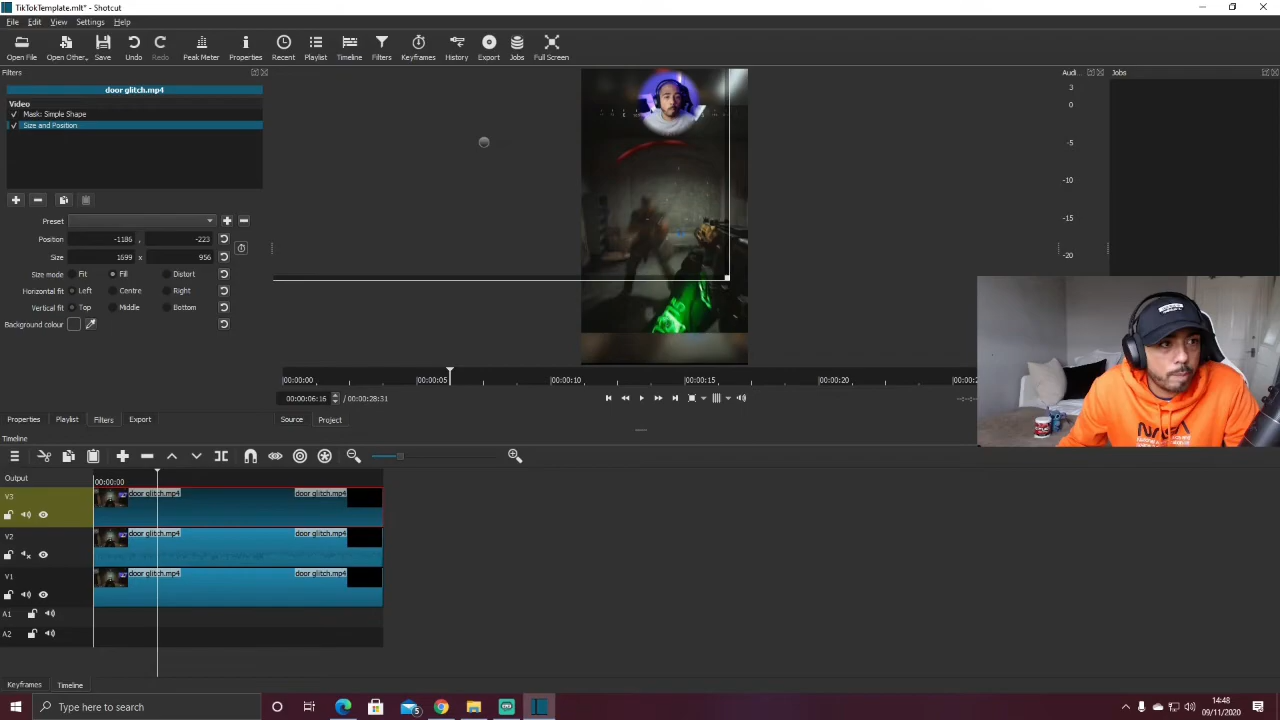 TikTokTemplate.mlt* - Shotcut
File Edit View Settings Help
Open File Open Other... Save Undo Redo Peak Meter Properties Recent Playlist Timeline Filters Keyframes History Export Jobs Full Screen
Filters
door glitch.mp4
Video
✓ Mask: Simple Shape
✓ Size and Position
Preset
Position -1186 , -223
Size 1699 x 956
Size mode Fit Fill Distort
Horizontal fit Left Centre Right
Vertical fit Top Middle Bottom
Background colour
Audi...
3
0
-5
-10
-15
-20
Jobs
|00:00:00 |00:00:05 |00:00:10 |00:00:15 |00:00:20 |00:00:2
00:00:06:16 / 00:00:28:31 --:--:--
Properties Playlist Filters Export Source Project
NASA
Timeline
Output 00:00:00
V3 door glitch.mp4 door glitch.mp4
V2 door glitch.mp4 door glitch.mp4
V1 door glitch.mp4 door glitch.mp4
A1
A2
Keyframes Timeline
Type here to search 5 14:48
09/11/2020